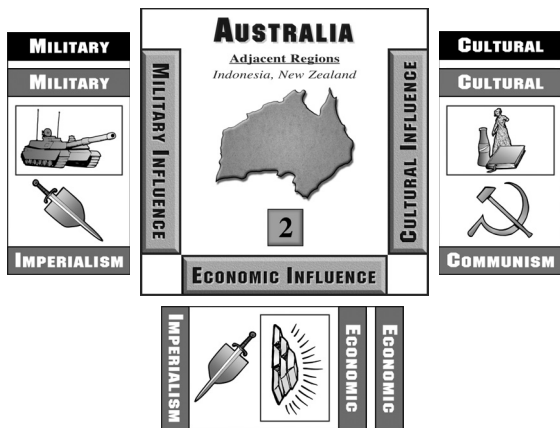 MILITARY
MILITARY
IMPERIALISM
AUSTRALIA
Adjacent Regions
Indonesia, New Zealand
MILITARY INFLUENCE
2
CULTURAL INFLUENCE
ECONOMIC INFLUENCE
CULTURAL
CULTURAL
COMMUNISM
IMPERIALISM
ECONOMIC
ECONOMIC